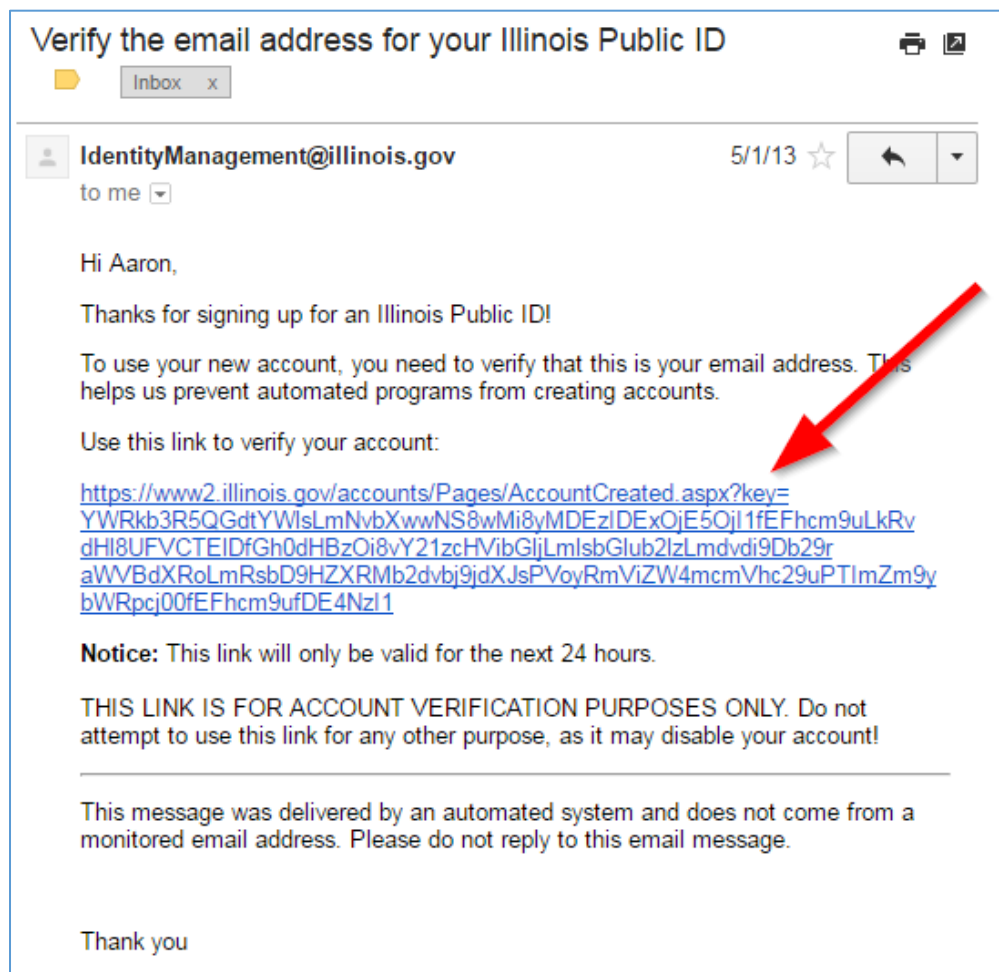 Verify the email address for your Illinois Public ID
Inbox x
IdentityManagement@illinois.gov 5/1/13
to me
Hi Aaron,
Thanks for signing up for an Illinois Public ID!
To use your new account, you need to verify that this is your email address. This
helps us prevent automated programs from creating accounts.
Use this link to verify your account:
https://www2.illinois.gov/accounts/Pages/AccountCreated.aspx?key=
YWRkb3R5QGdtYWlsLmNvbXwwNS8wMi8yMDEzIDExOjE5OjI1fEFhcm9uLkRv
dHl8UFVCTElDfGh0dHBzOi8vY21zcHVibGljLmlsbGlub2lzLmdvdi9Db29r
aWVBdXRoLmRsbD9HZXRMb2dvbj9jdXJsPVoyRmViZW4mcmVhc29uPTImZm9y
bWRpcj00fEFhcm9ufDE4NzI1
Notice: This link will only be valid for the next 24 hours.
THIS LINK IS FOR ACCOUNT VERIFICATION PURPOSES ONLY. Do not
attempt to use this link for any other purpose, as it may disable your account!
This message was delivered by an automated system and does not come from a
monitored email address. Please do not reply to this email message.
Thank you